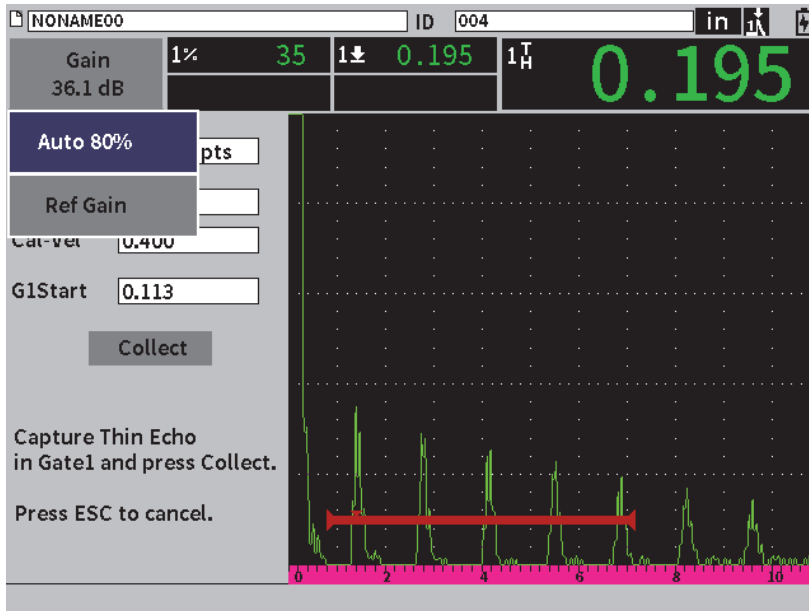 NONAME00 ID 004 in
Gain
36.1 dB
1% 35
1 0.195
1 T H 0.195
Auto 80%
pts
Ref Gain
Cal-Vel 0.400
G1Start 0.113
Collect
Capture Thin Echo
in Gate1 and press Collect.
Press ESC to cancel.
0 2 4 6 8 10